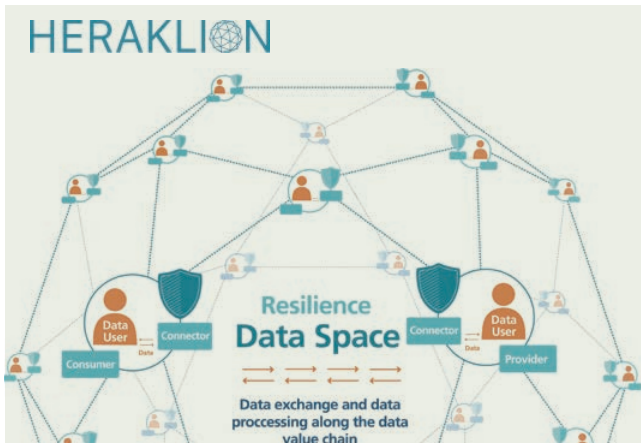 HERAKLION
Resilience
Data Space
Data
User
Data
Connector
Consumer
Connector
Data
User
Data
Provider
Data exchange and data
proccessing along the data
value chain